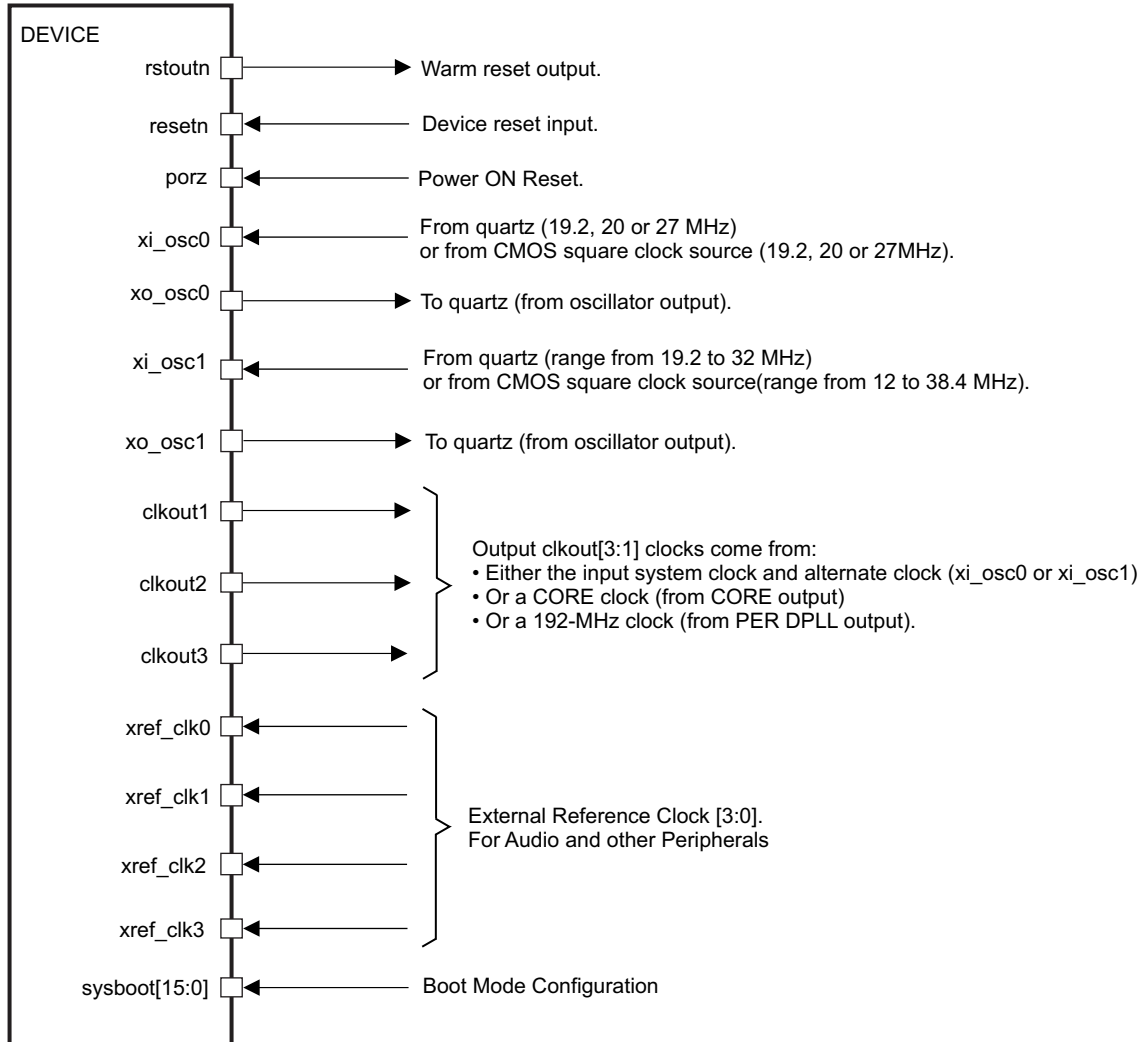 DEVICE
rstoutn Warm reset output.
resetn Device reset input.
porz Power ON Reset.
xi_osc0 From quartz (19.2, 20 or 27 MHz)
or from CMOS square clock source (19.2, 20 or 27MHz).
xo_osc0 To quartz (from oscillator output).
xi_osc1 From quartz (range from 19.2 to 32 MHz)
or from CMOS square clock source(range from 12 to 38.4 MHz).
xo_osc1 To quartz (from oscillator output).
clkout1
clkout2
clkout3
Output clkout[3:1] clocks come from:
• Either the input system clock and alternate clock (xi_osc0 or xi_osc1)
• Or a CORE clock (from CORE output)
• Or a 192-MHz clock (from PER DPLL output).
xref_clk0
xref_clk1
xref_clk2
xref_clk3
External Reference Clock [3:0].
For Audio and other Peripherals
sysboot[15:0] Boot Mode Configuration